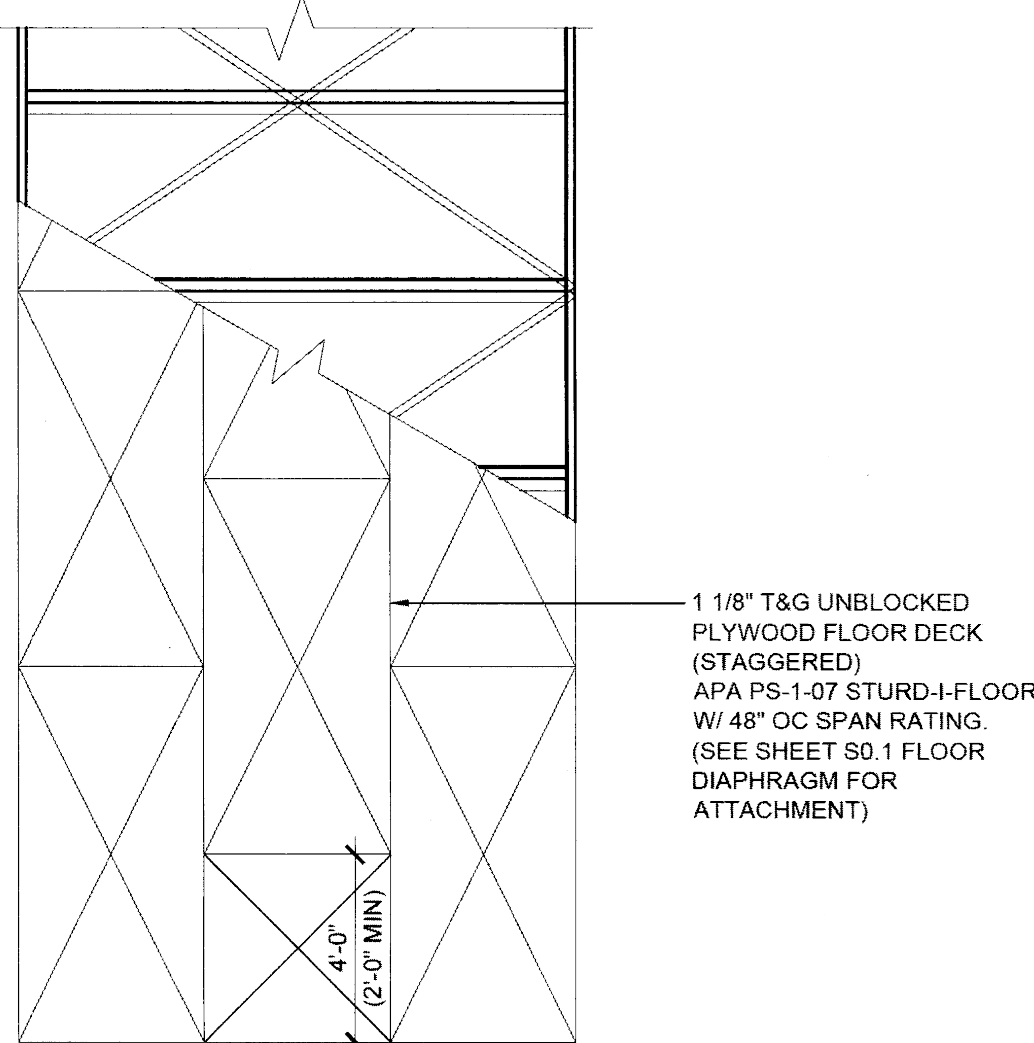 1 1/8" T&G UNBLOCKED
PLYWOOD FLOOR DECK
(STAGGERED)
APA PS-1-07 STURD-I-FLOOR
W/ 48" OC SPAN RATING.
(SEE SHEET S0.1 FLOOR
DIAPHRAGM FOR
ATTACHMENT)
4'-0"
(2'-0" MIN)